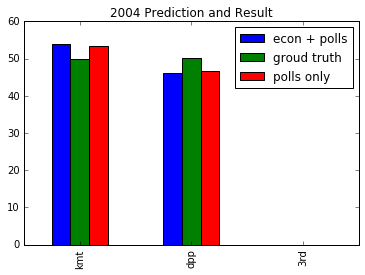 2004 Prediction and Result
60
50
40
30
20
10
0
econ + polls
groud truth
polls only
kmt
dpp
3rd